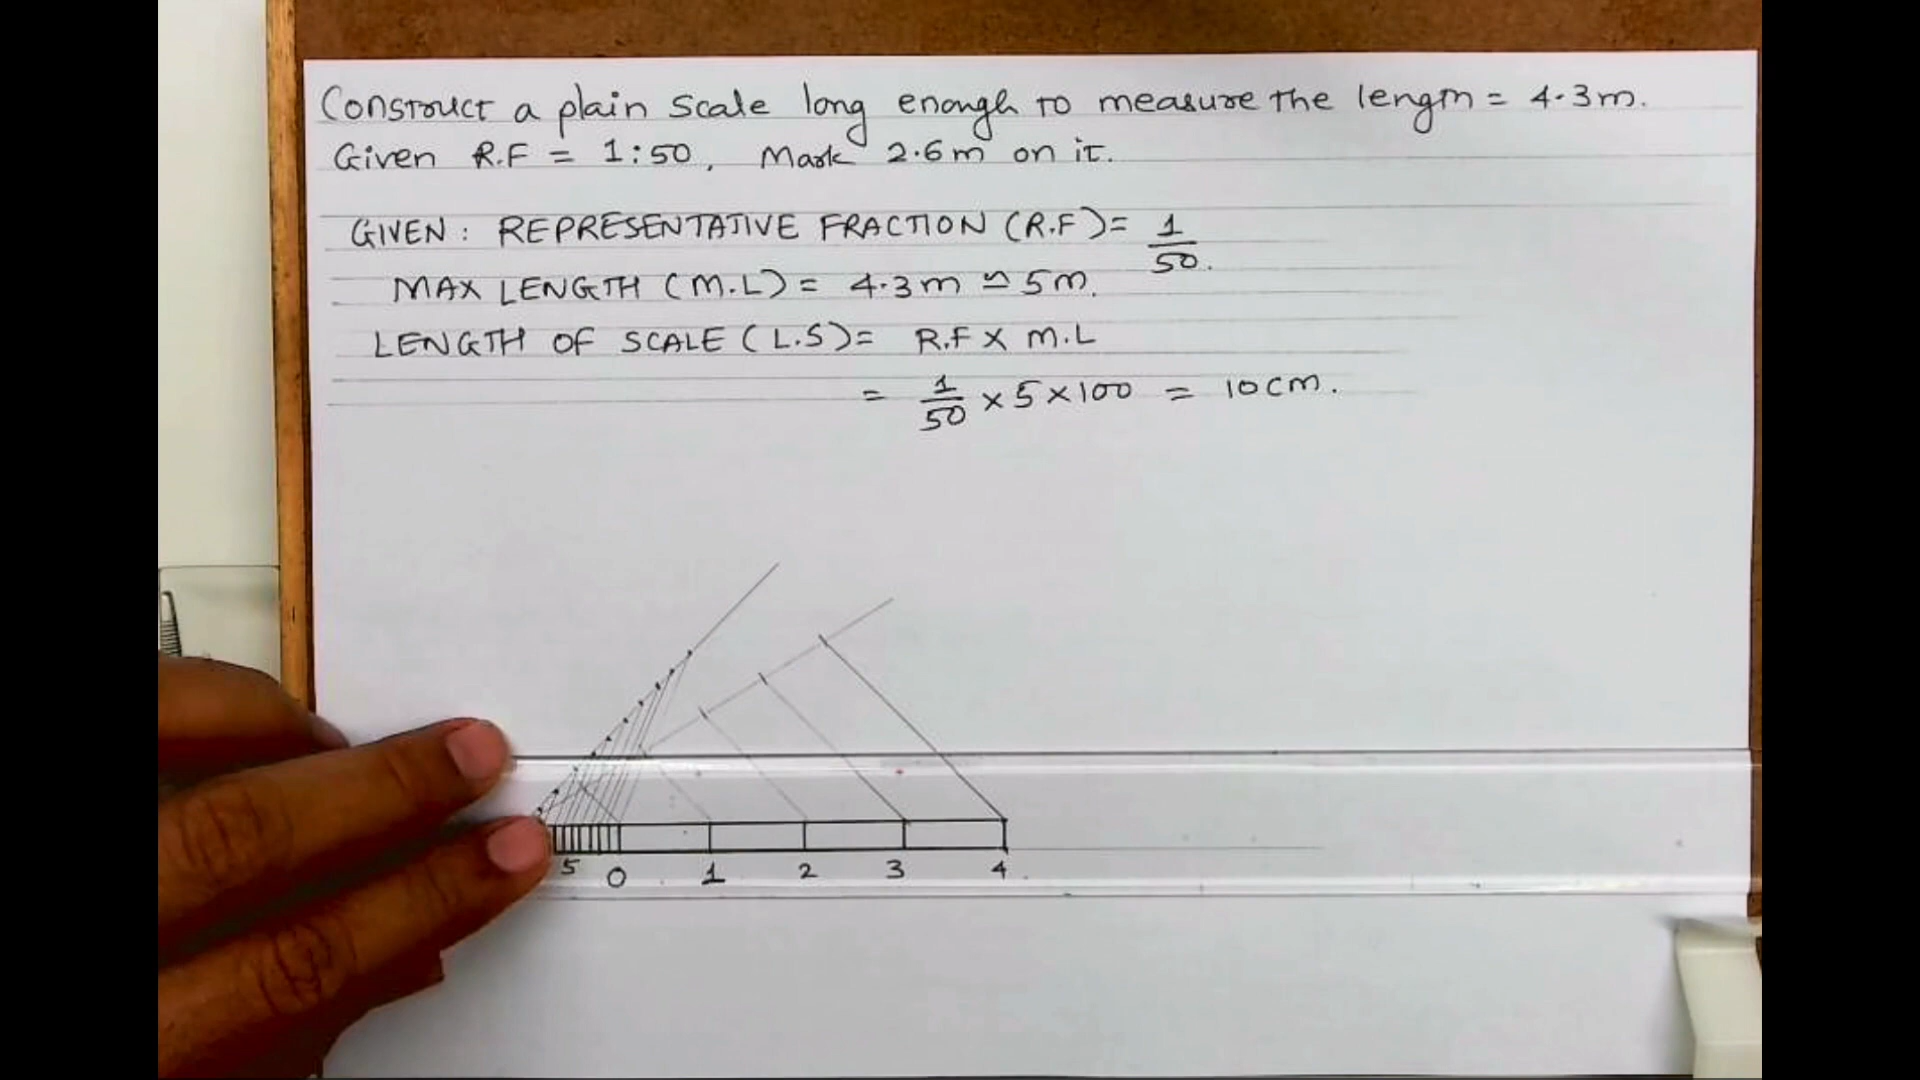 Construct a plain scale long enough to measure the length = 4.3m.
Given R.F = 1:50, Mark 2.6m on it.
GIVEN: REPRESENTATIVE FRACTION (R.F) = 1/50.
MAX LENGTH (M.L) = 4.3m ≃ 5m.
LENGTH OF SCALE (L.S) = R.F X M.L
= 1/50 × 5 × 100 = 10cm.
5 0 1 2 3 4